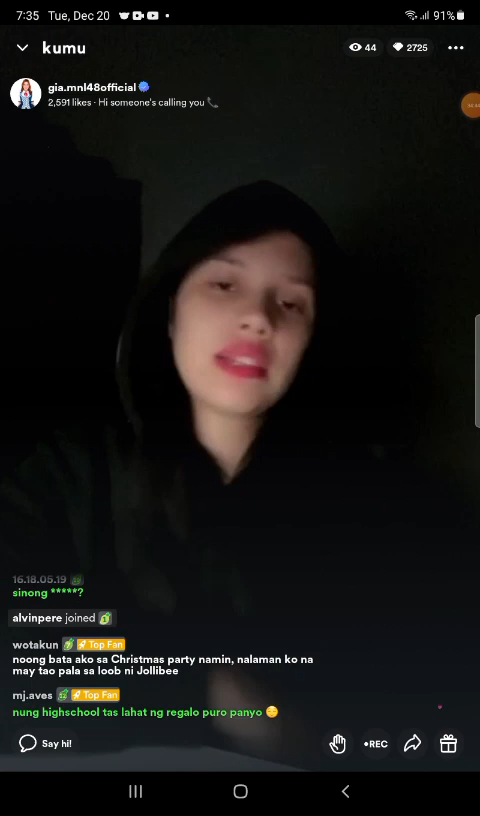 7:35 Tue, Dec 20 91%
kumu 44 2725
gia.mnl48official
2,591 likes · Hi someone's calling you 📞
16.18.05.19
sinong *****?
alvinpere joined
wotakun Top Fan
noong bata ako sa Christmas party namin, nalaman ko na
may tao pala sa loob ni Jollibee
mj.aves Top Fan
nung highschool tas lahat ng regalo puro panyo 😔
Say hi! •REC